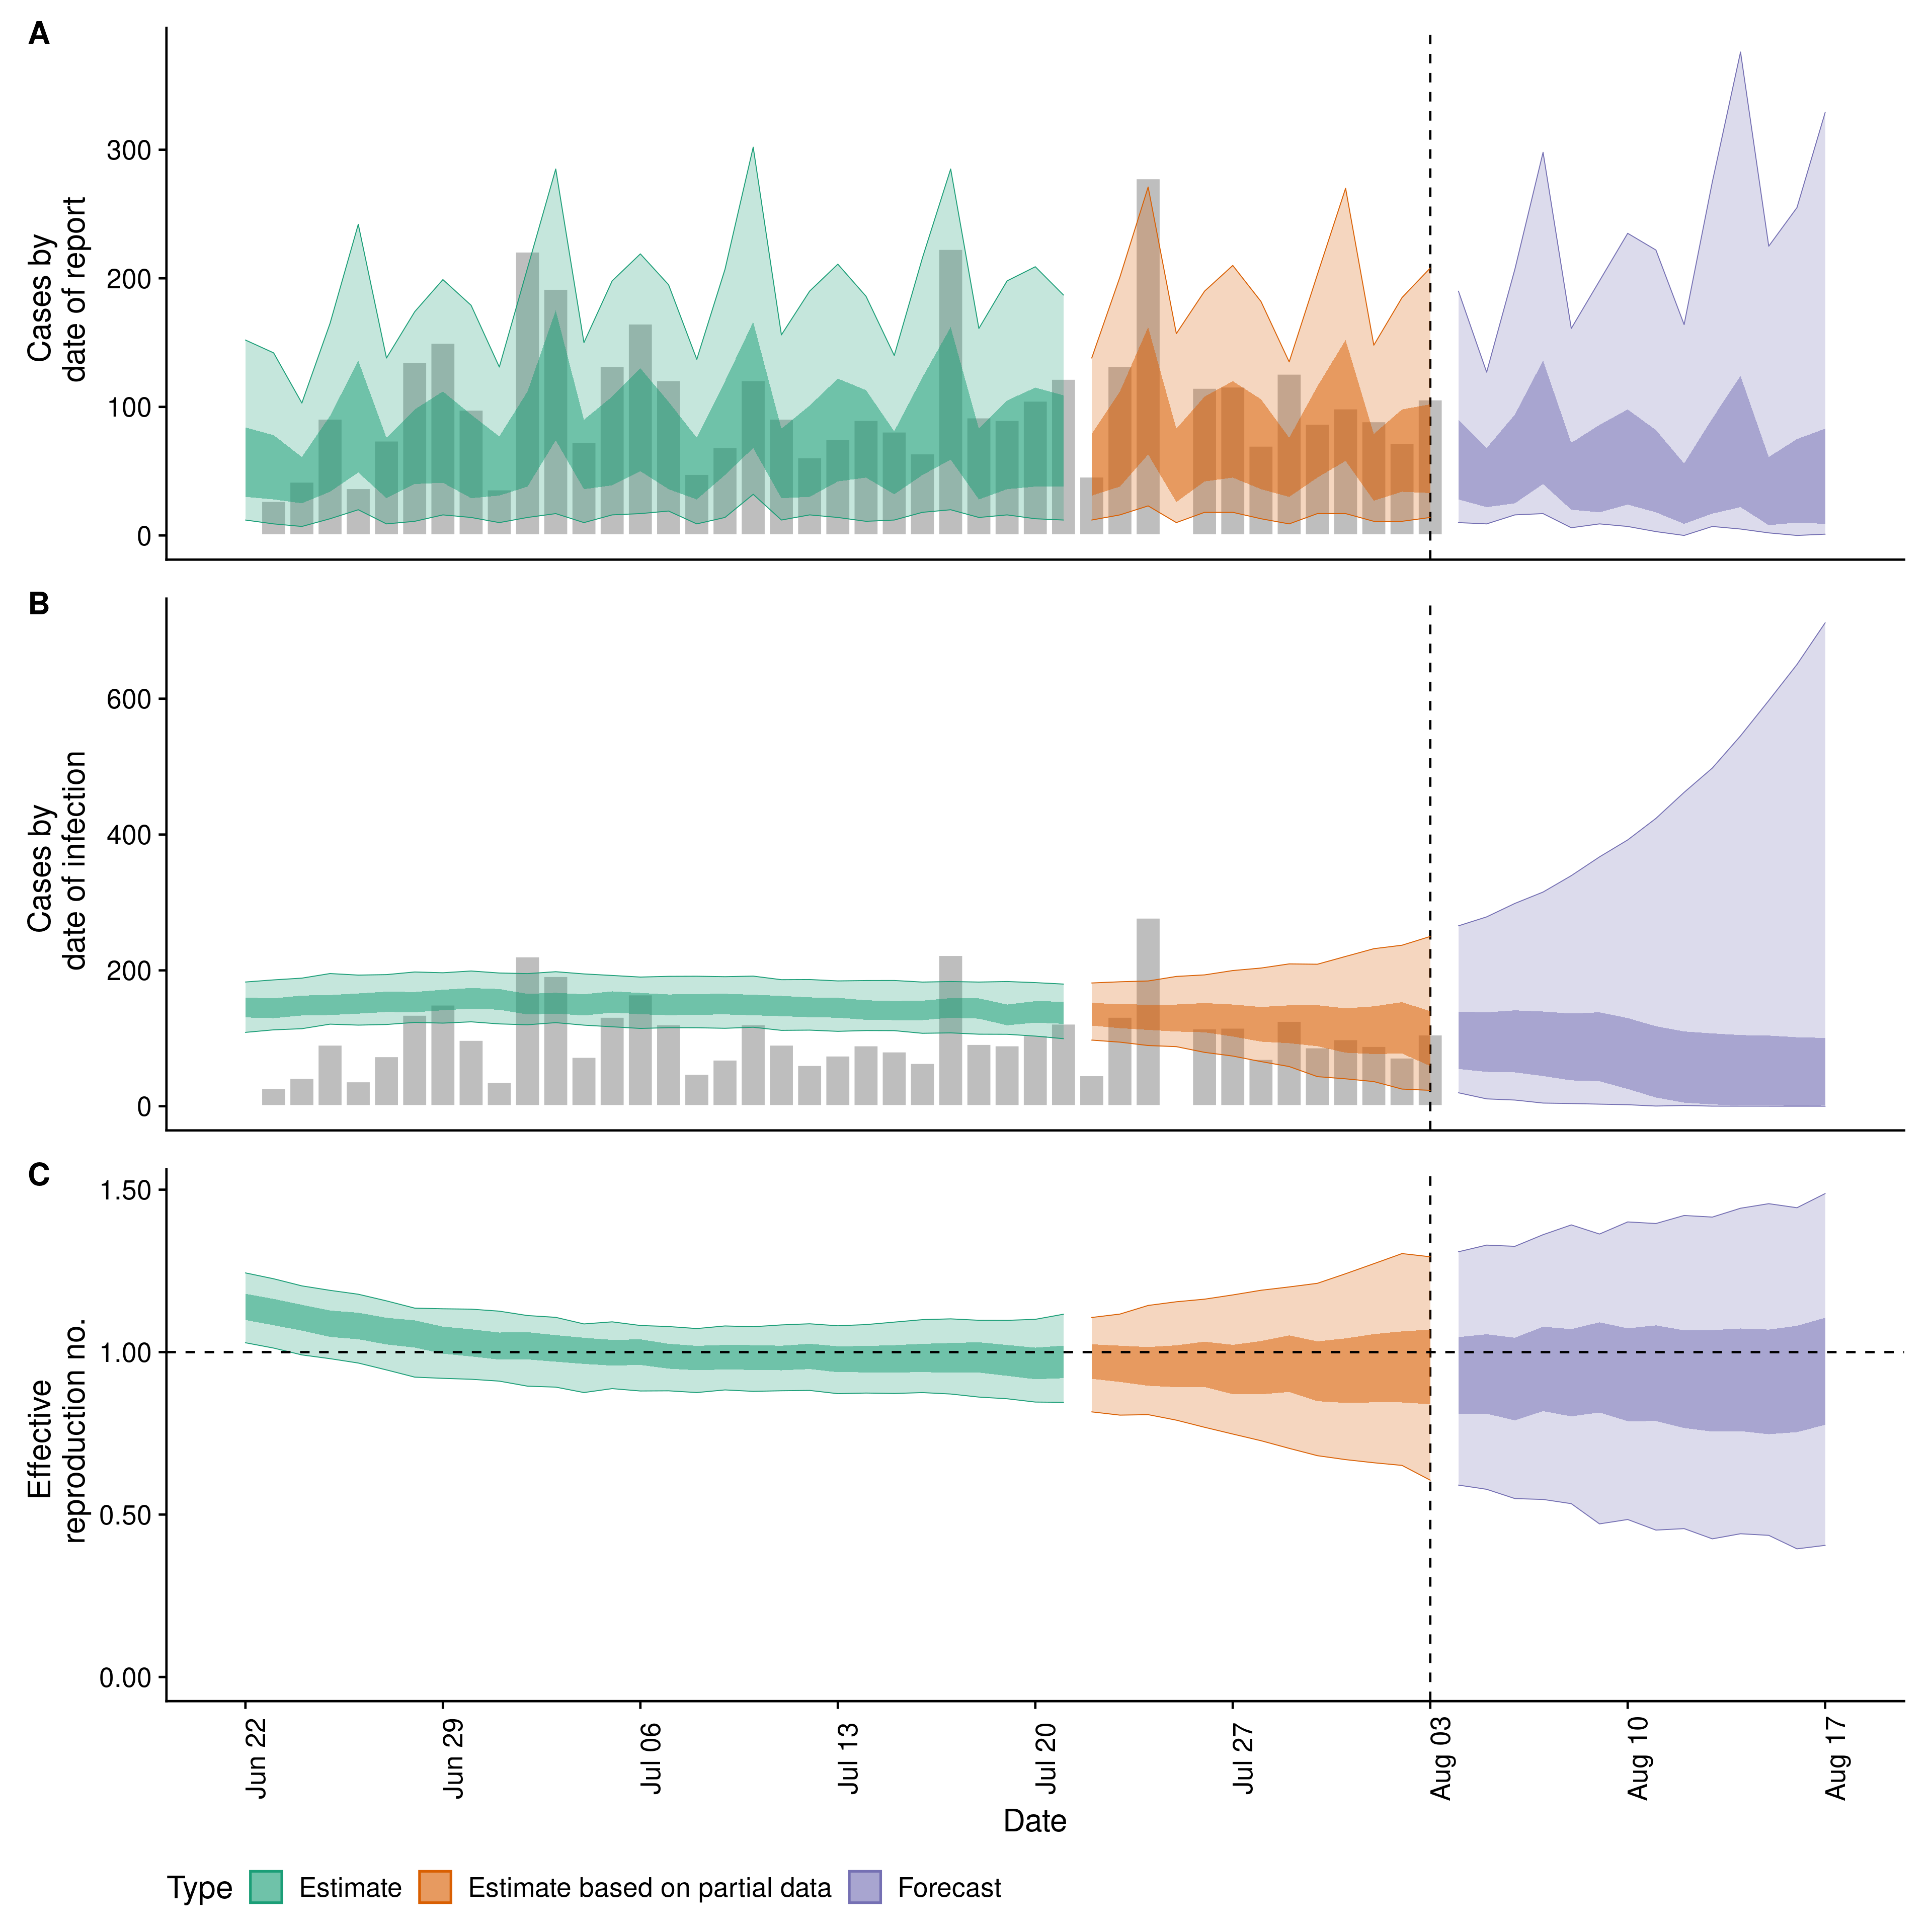 A
Cases by
date of report
300
200
100
0
B
Cases by
date of infection
600
400
200
0
C
Effective
reproduction no.
1.50
1.00
0.50
0.00
Jun 22
Jun 29
Jul 06
Jul 13
Jul 20
Jul 27
Aug 03
Aug 10
Aug 17
Date
Type Estimate Estimate based on partial data Forecast